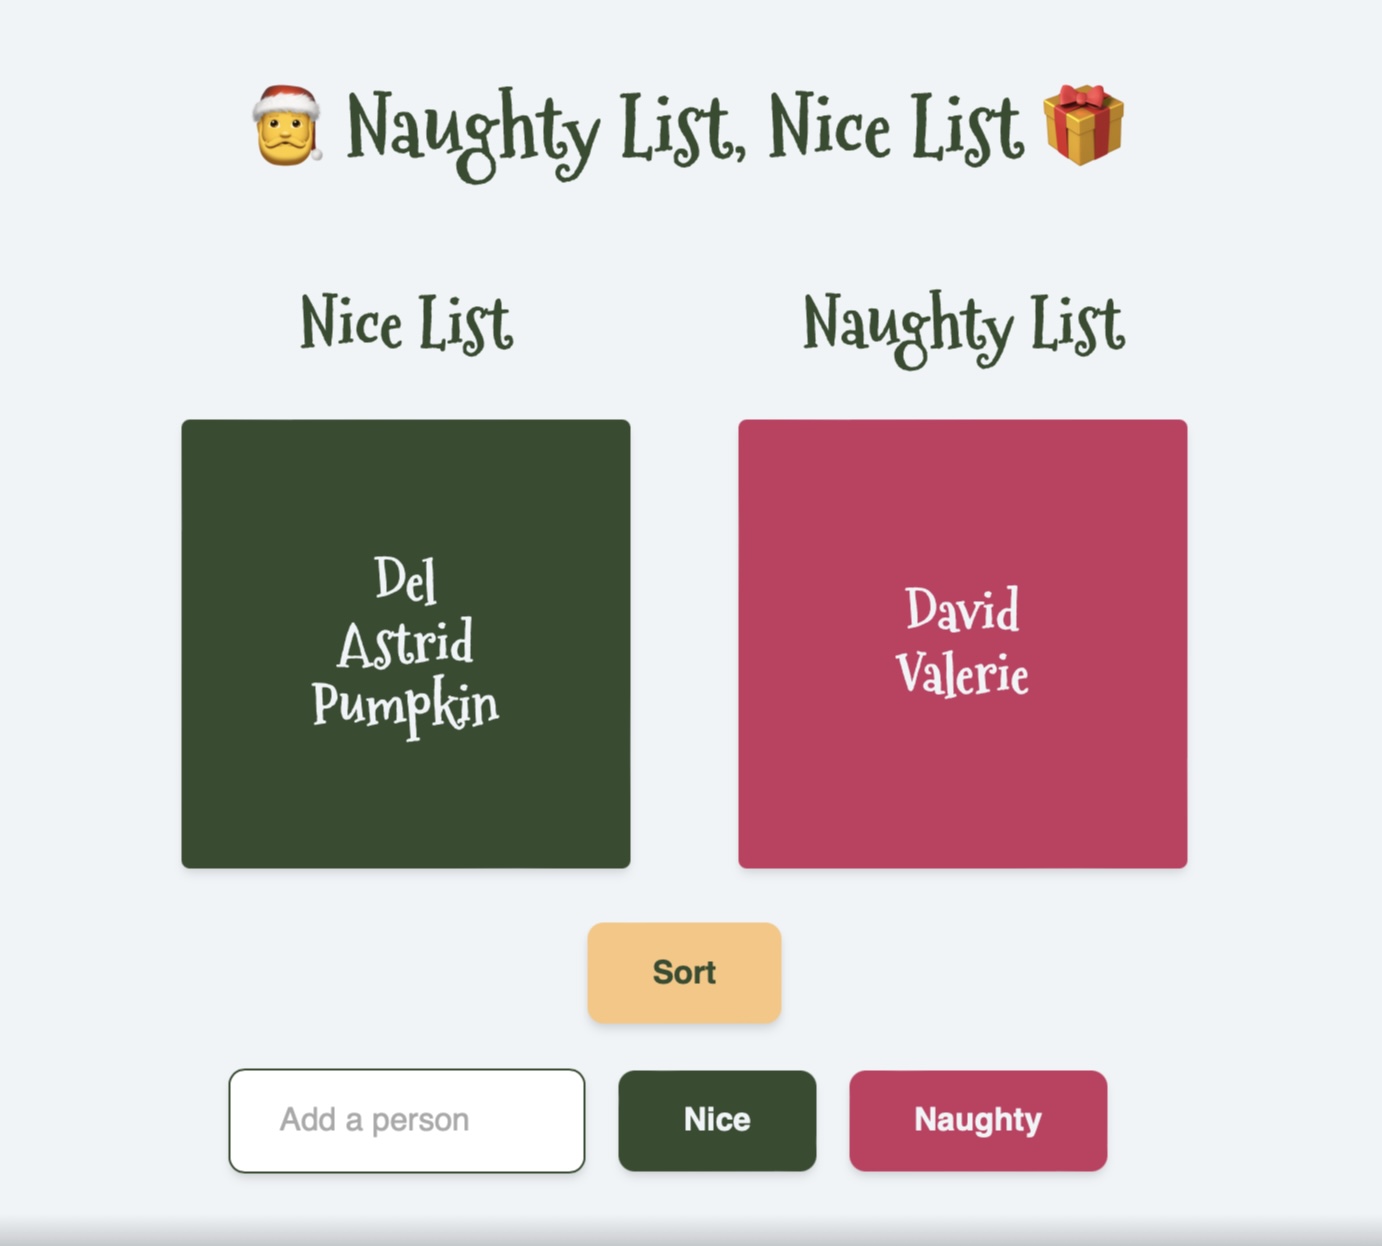 Naughty List, Nice List
Nice List
Del
Astrid
Pumpkin
Naughty List
David
Valerie
Sort
Add a person
Nice
Naughty